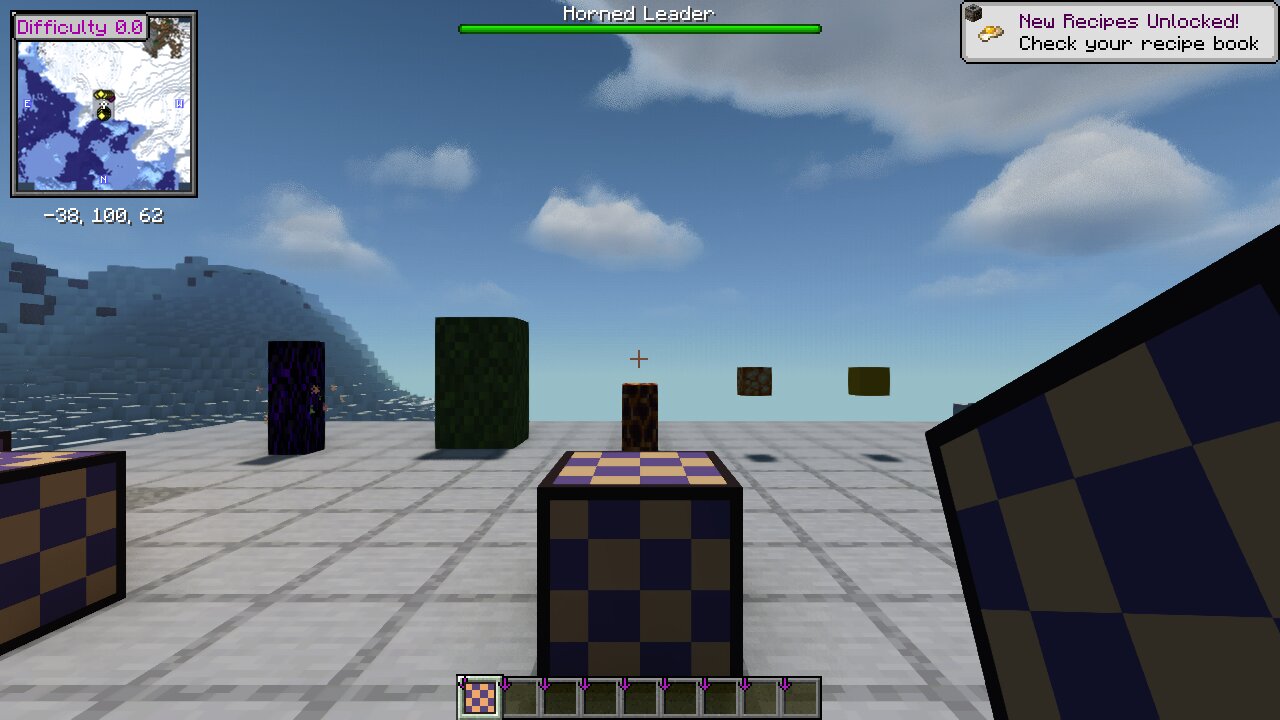 Difficulty 0.0
Horned Leader
New Recipes Unlocked!
Check your recipe book
E
W
N
-38, 100, 62